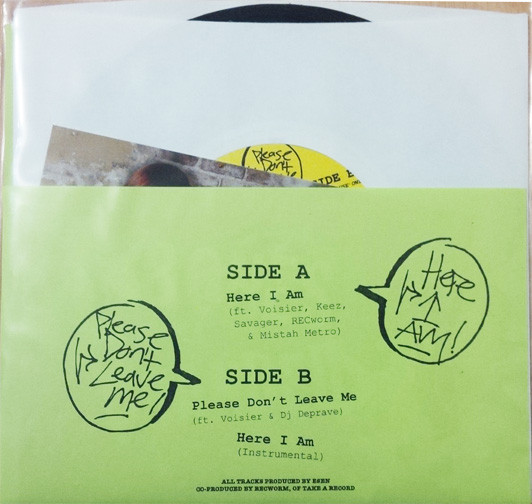 Please
Don't
SIDE B
SIDE A
Here I Am
(ft. Voisier, Keez,
Savager, RECworm,
& Mistah Metro)
Here
I
AM!
Please
Don't
Leave
me!
SIDE B
Please Don't Leave Me
(ft. Voisier & Dj Deprave)
Here I Am
(Instrumental)
ALL TRACKS PRODUCED BY ESEN
CO-PRODUCED BY RECWORM, OF TAKE A RECORD